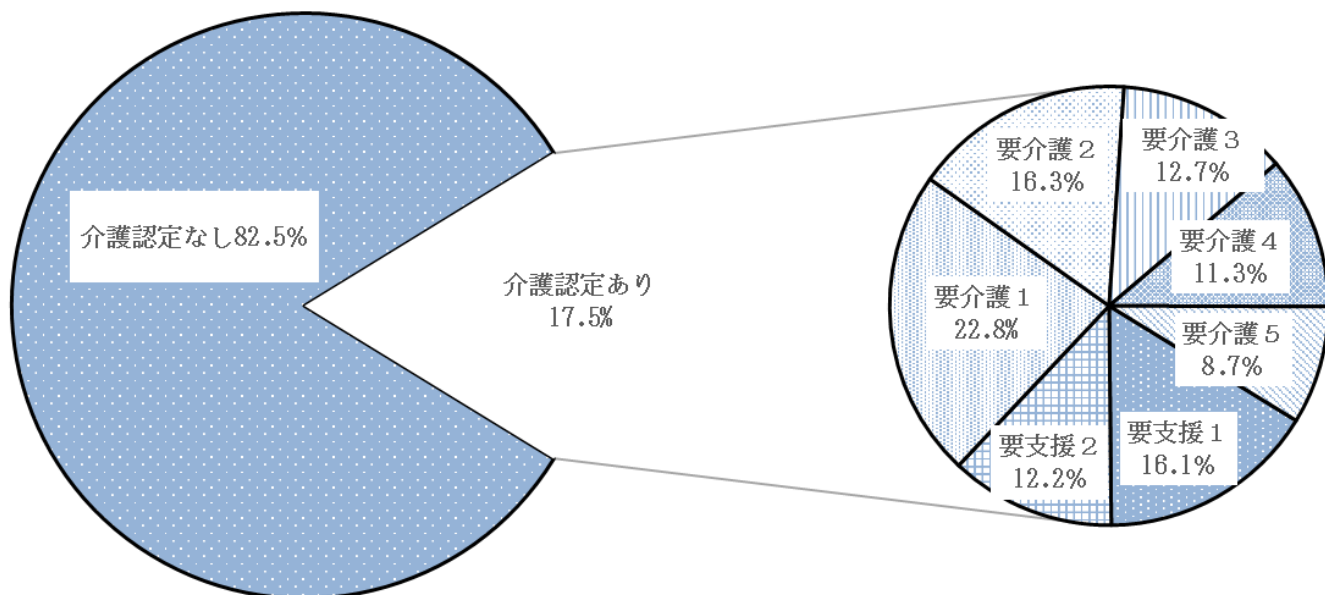 介護認定なし82.5%
介護認定あり
17.5%
要介護２
16.3%
要介護３
12.7%
要介護４
11.3%
要介護１
22.8%
要介護５
8.7%
要支援２
12.2%
要支援１
16.1%